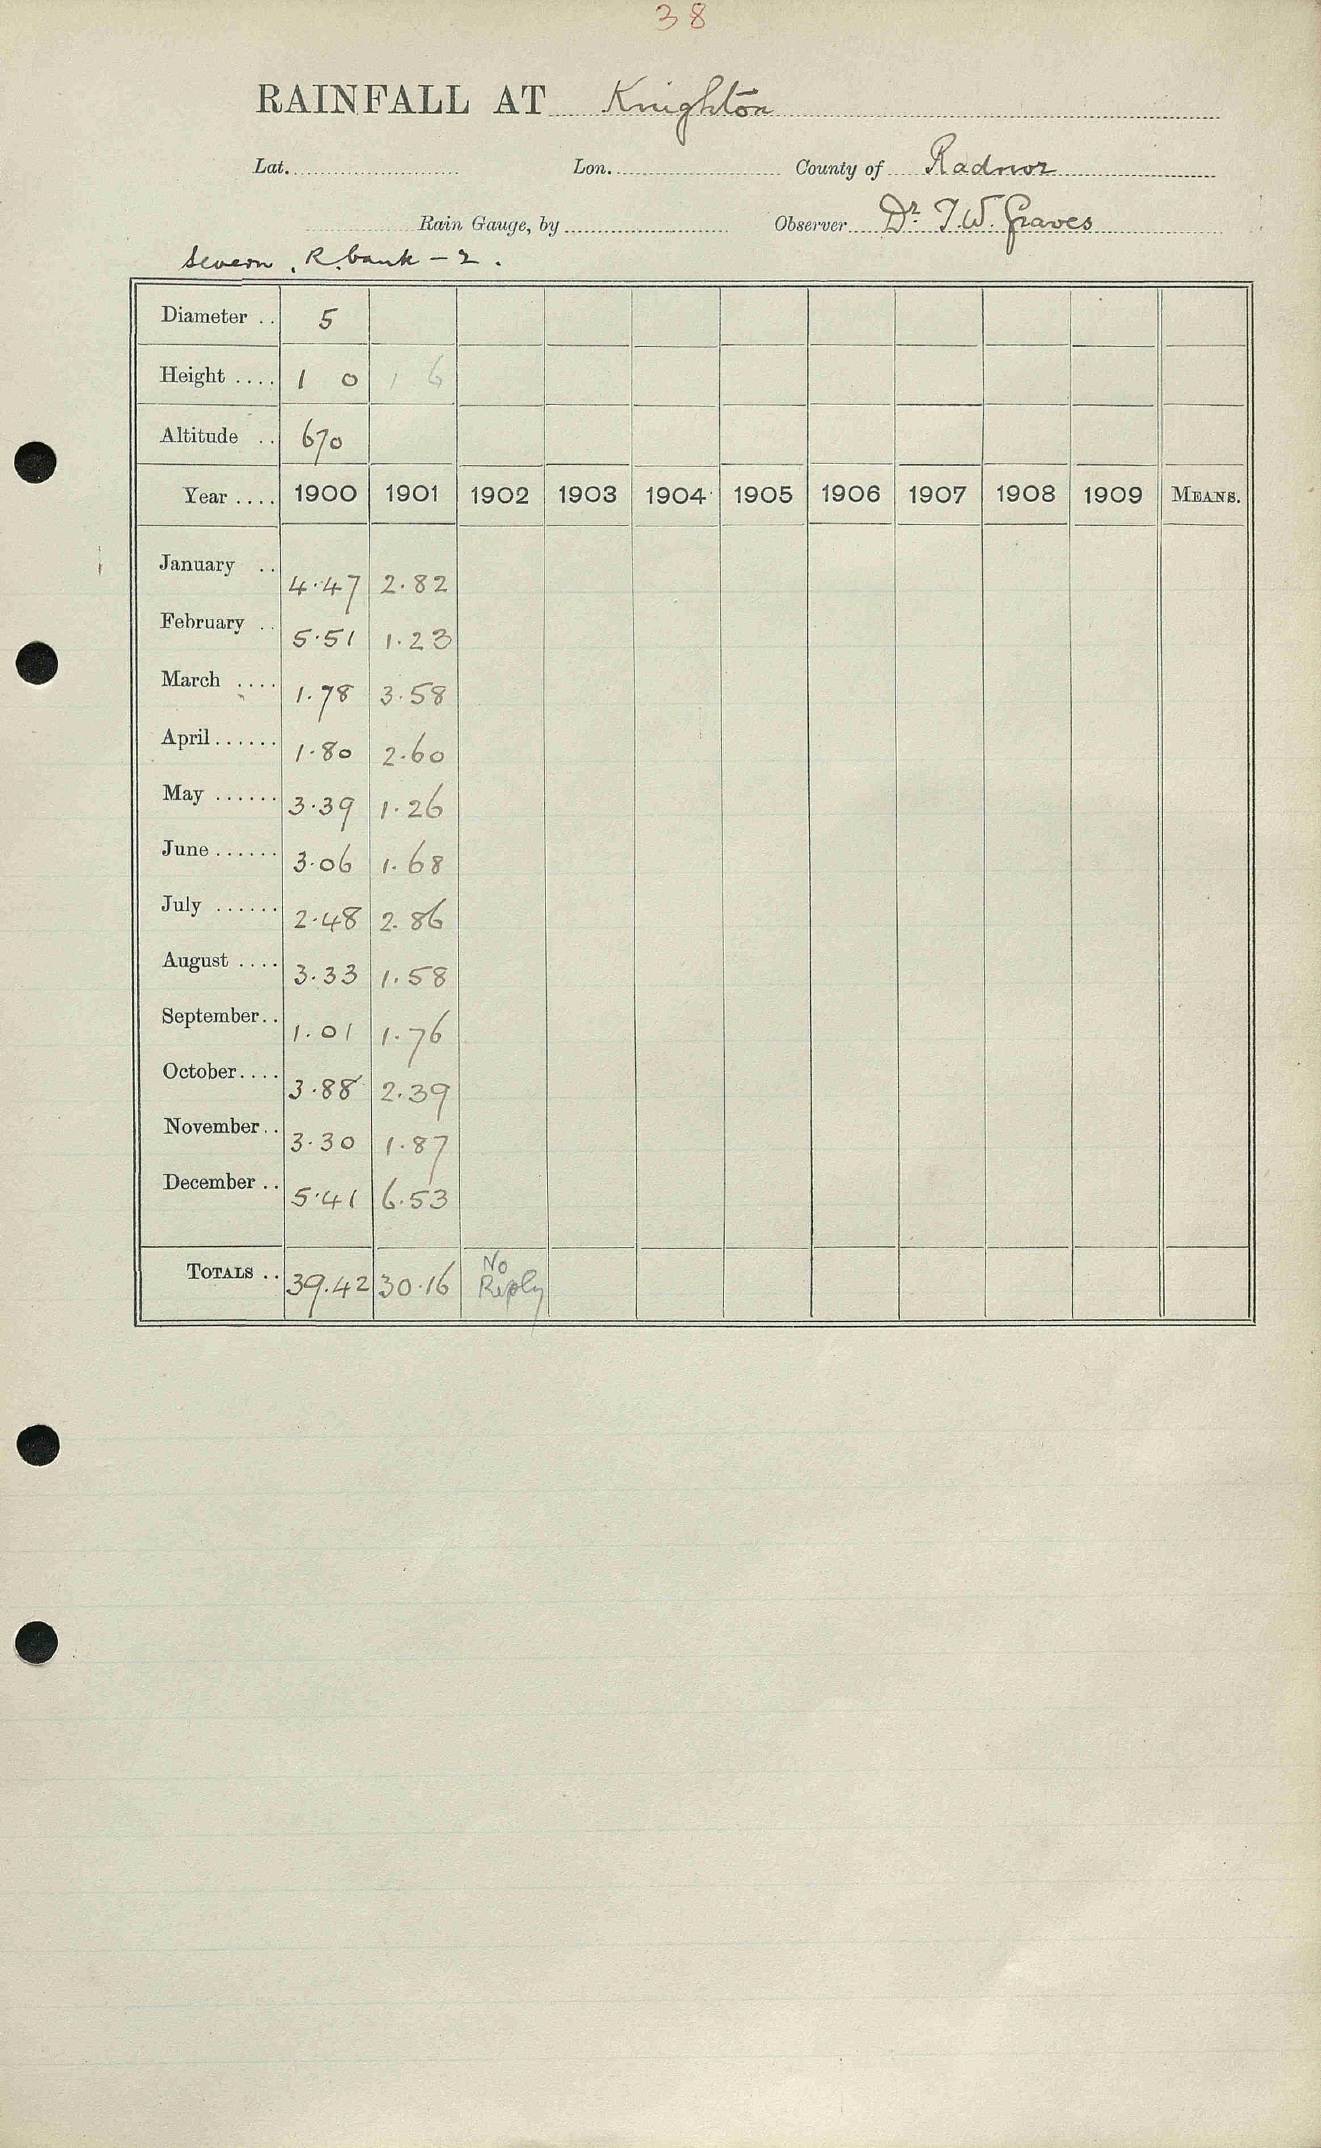 38
RAINFALL AT Knighton
Lat. Lon. County of Radnor
Rain Gauge, by Observer Dr. T.W. Graves
Severn. R. bank - 2.
Diameter .. 5
Height .... 1 0 1 6
Altitude .. 670
Year .... 1900 1901 1902 1903 1904 1905 1906 1907 1908 1909 MEANS.
January .. 4.47 2.82
February .. 5.51 1.23
March .... 1.78 3.58
April ...... 1.80 2.60
May ...... 3.39 1.26
June ...... 3.06 1.68
July ...... 2.48 2.86
August .... 3.33 1.58
September.. 1.01 1.76
October.... 3.88 2.39
November.. 3.30 1.87
December .. 5.41 6.53
TOTALS .. 39.42 30.16 No Reply